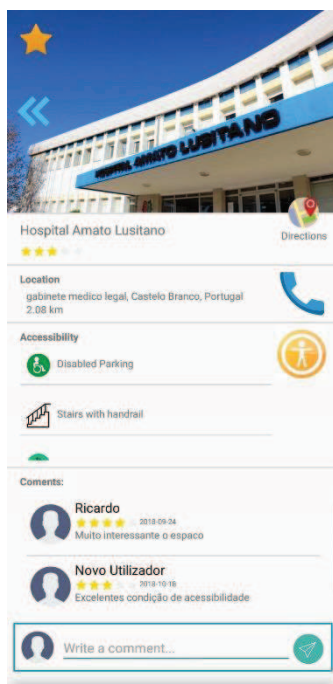 HOSPITAL AMATO LUSITANO
Hospital Amato Lusitano
Directions
Location
gabinete medico legal, Castelo Branco, Portugal
2.08 km
Accessibility
Disabled Parking
Stairs with handrail
Coments:
Ricardo
2018-09-24
Muito interessante o espaco
Novo Utilizador
2018-10-18
Excelentes condição de acessibilidade
Write a comment...